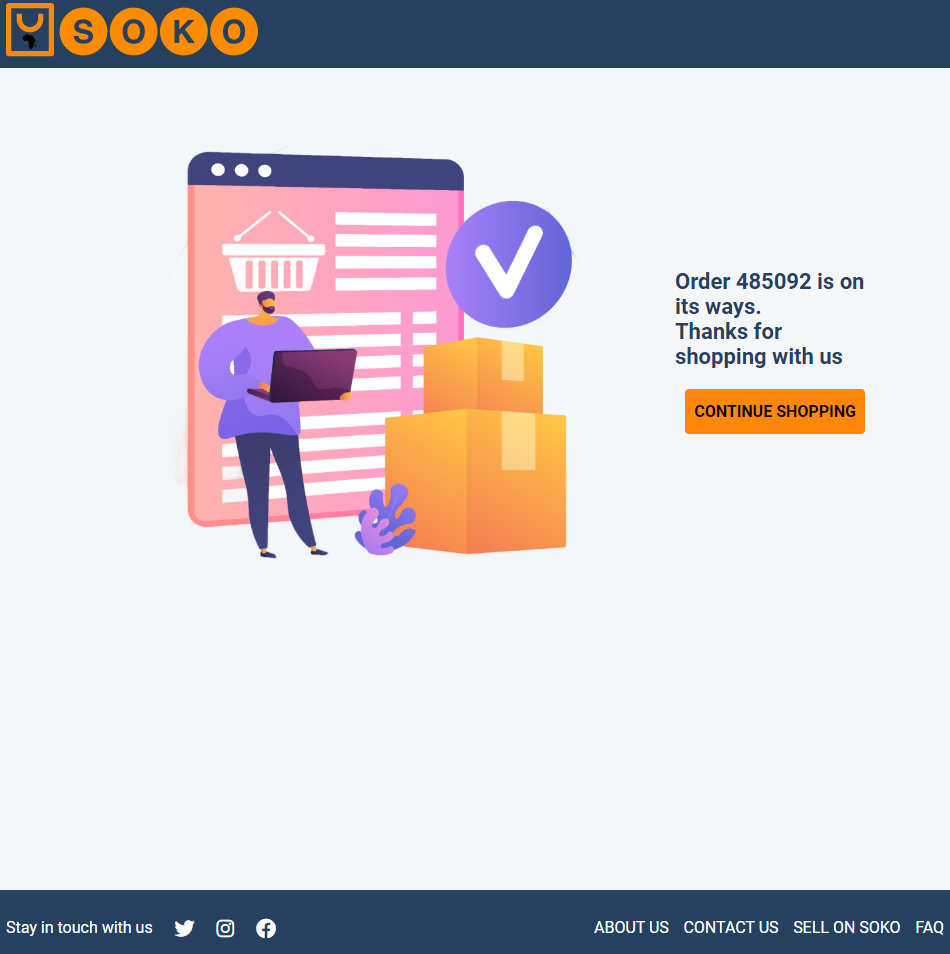 SOKO
Order 485092 is on
its ways.
Thanks for
shopping with us
CONTINUE SHOPPING
Stay in touch with us
ABOUT US CONTACT US SELL ON SOKO FAQ